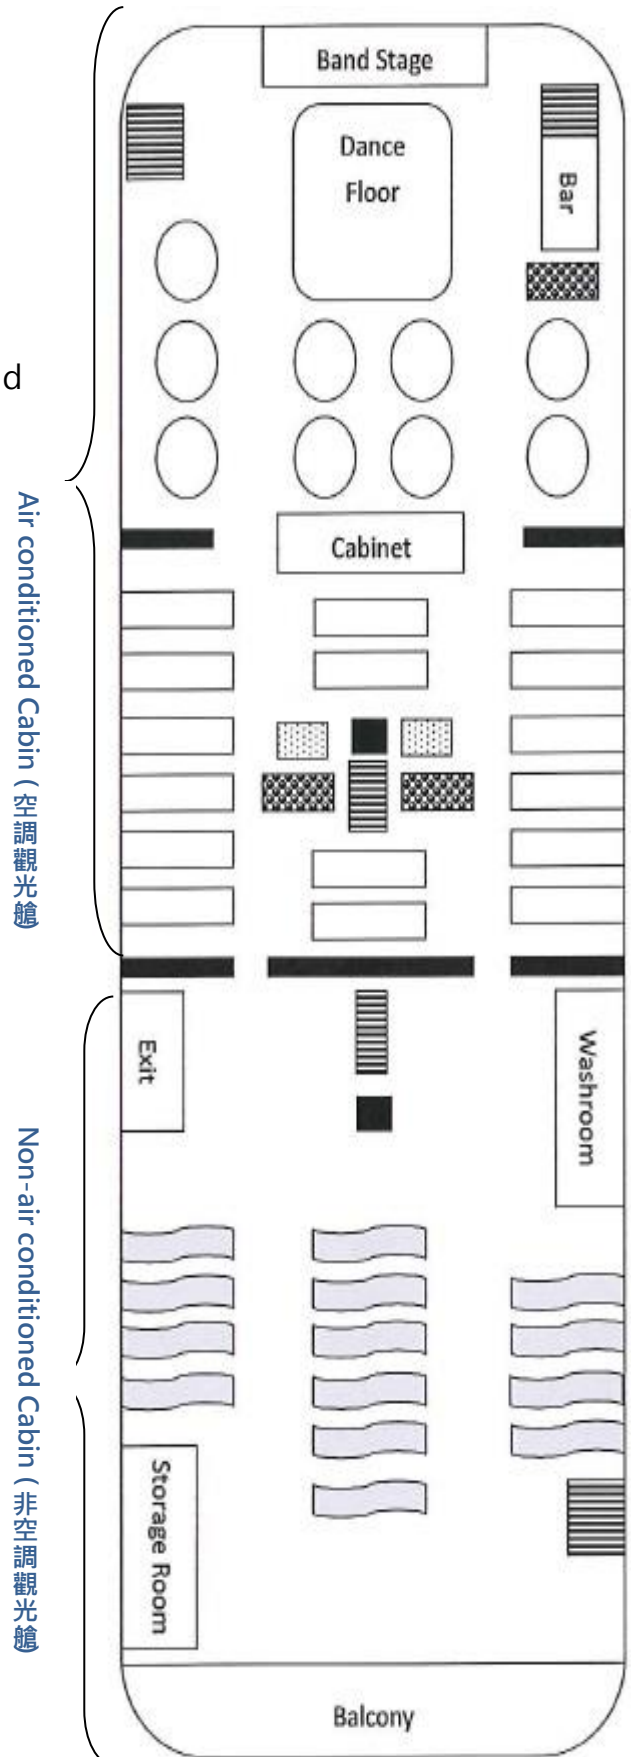 Band Stage
Dance
Floor
Bar
d
Cabinet
Air conditioned Cabin (空調觀光艙)
Exit
Washroom
Non-air conditioned Cabin (非空調觀光艙)
Storage Room
Balcony